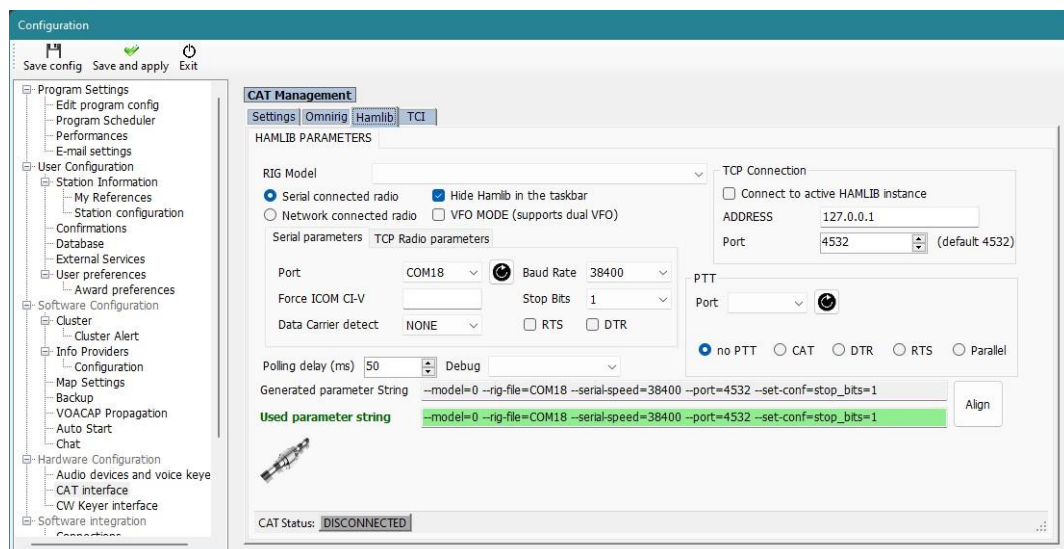 Configuration
Save config Save and apply Exit
Program Settings
Edit program config
Program Scheduler
Performances
E-mail settings
User Configuration
Station Information
My References
Station configuration
Confirmations
Database
External Services
User preferences
Award preferences
Software Configuration
Cluster
Cluster Alert
Info Providers
Configuration
Map Settings
Backup
VOACAP Propagation
Auto Start
Chat
Hardware Configuration
Audio devices and voice keye
CAT interface
CW Keyer interface
Software integration
Connections
CAT Management
Settings Omnirig Hamlib TCI
HAMLIB PARAMETERS
RIG Model
Serial connected radio Hide Hamlib in the taskbar
Network connected radio VFO MODE (supports dual VFO)
Serial parameters TCP Radio parameters
Port COM18 Baud Rate 38400
Force ICOM CI-V Stop Bits 1
Data Carrier detect NONE RTS DTR
TCP Connection
Connect to active HAMLIB instance
ADDRESS 127.0.0.1
Port 4532 (default 4532)
PTT
Port
no PTT CAT DTR RTS Parallel
Polling delay (ms) 50 Debug
Generated parameter String --model=0 --rig-file=COM18 --serial-speed=38400 --port=4532 --set-conf=stop_bits=1
Used parameter string --model=0 --rig-file=COM18 --serial-speed=38400 --port=4532 --set-conf=stop_bits=1
Align
CAT Status: DISCONNECTED